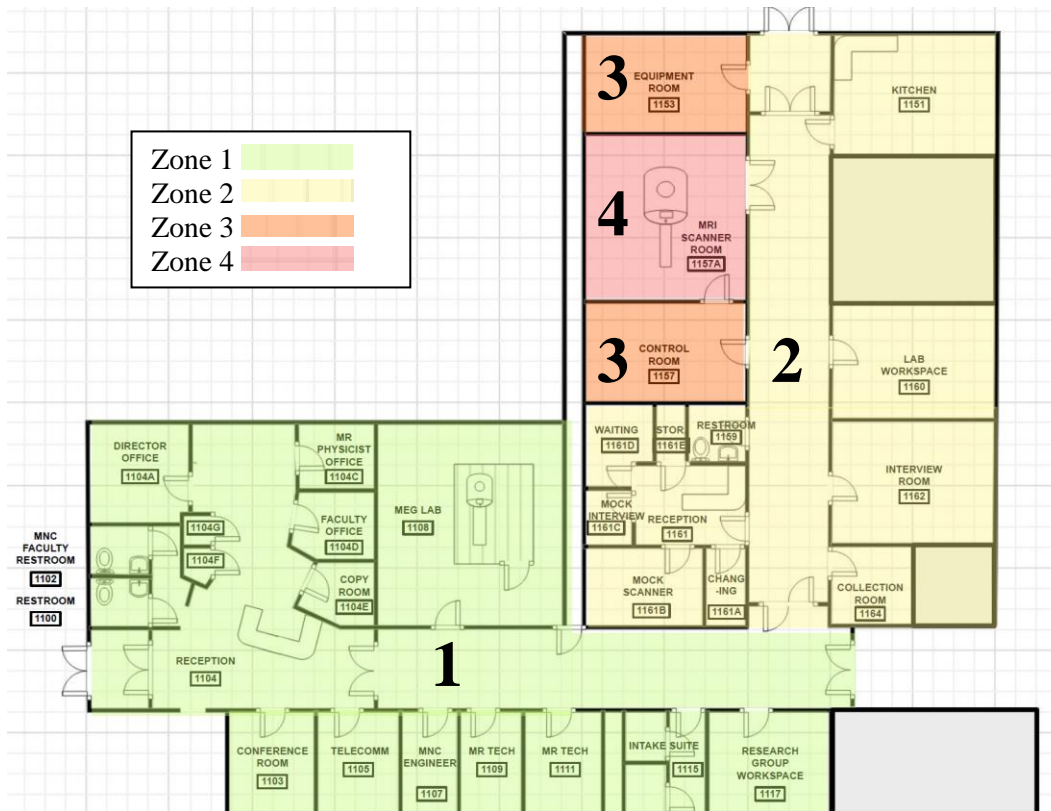 Zone 1
Zone 2
Zone 3
Zone 4
3
EQUIPMENT
ROOM
1153
KITCHEN
1151
4
MRI
SCANNER
ROOM
1157A
3
CONTROL
ROOM
1157
2
LAB
WORKSPACE
1160
WAITING
1161D
STOR.
1161E
RESTROOM
1159
DIRECTOR
OFFICE
1104A
MR
PHYSICIST
OFFICE
1104C
MEG LAB
1108
INTERVIEW
ROOM
1162
MOCK
INTERVIEW
1161C
RECEPTION
1161
1104G
FACULTY
OFFICE
1104D
MNC
FACULTY
RESTROOM
1102
1104F
COPY
ROOM
1104E
MOCK
SCANNER
1161B
CHANG
-ING
1161A
COLLECTION
ROOM
1164
RESTROOM
1100
RECEPTION
1104
1
CONFERENCE
ROOM
1103
TELECOMM
1105
MNC
ENGINEER
1107
MR TECH
1109
MR TECH
1111
INTAKE SUITE
1115
RESEARCH
GROUP
WORKSPACE
1117